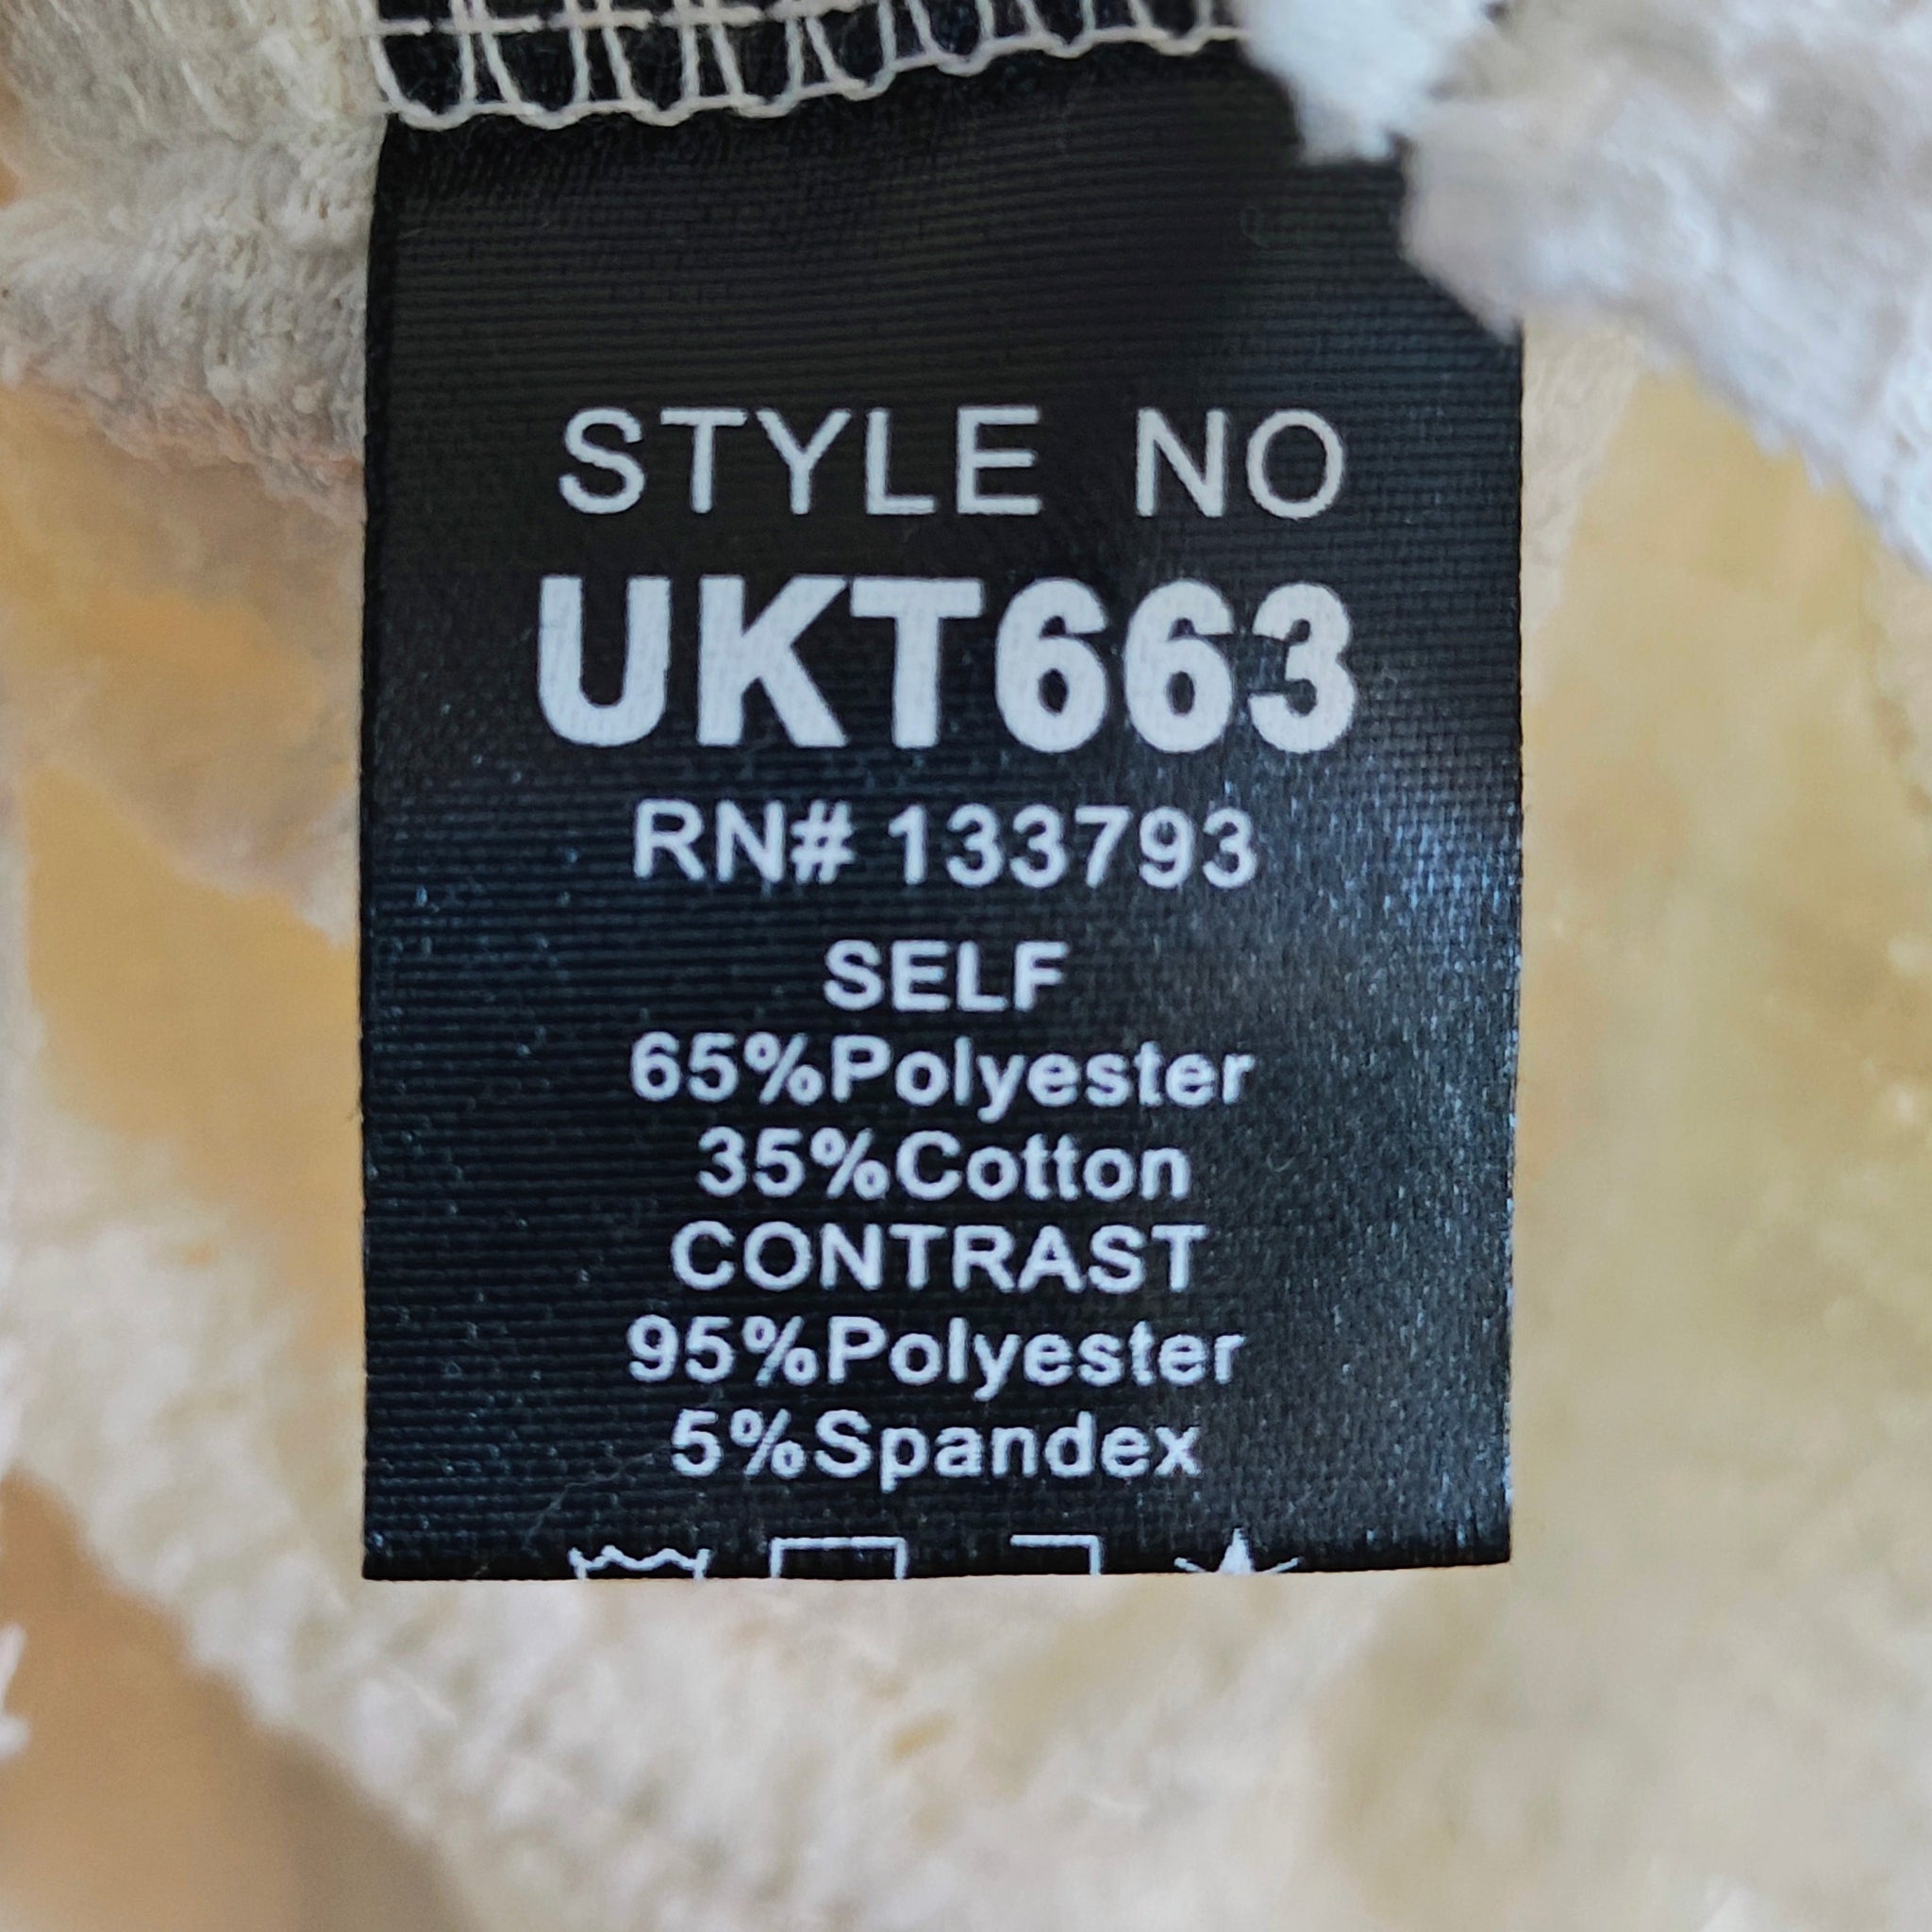 STYLE NO
UKT663
RN# 133793
SELF
65%Polyester
35%Cotton
CONTRAST
95%Polyester
5%Spandex